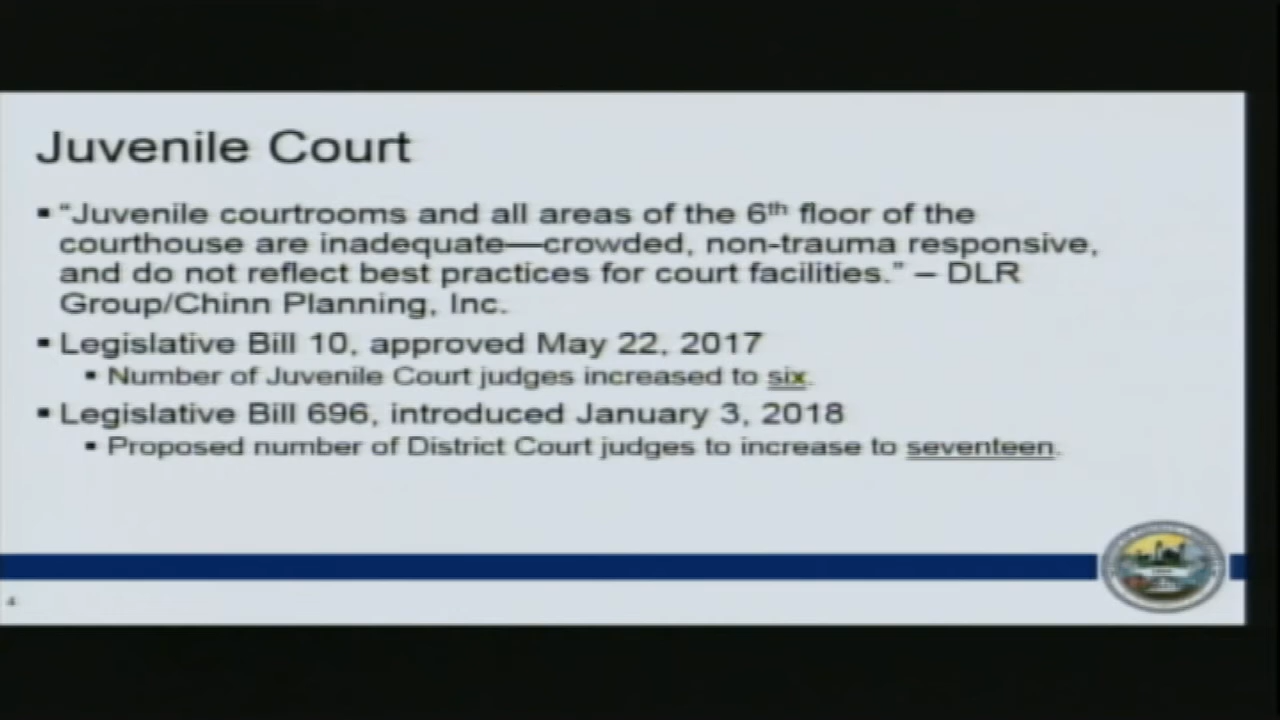 Juvenile Court
▪ “Juvenile courtrooms and all areas of the 6th floor of the
courthouse are inadequate—crowded, non-trauma responsive,
and do not reflect best practices for court facilities.” – DLR
Group/Chinn Planning, Inc.
▪ Legislative Bill 10, approved May 22, 2017
▪ Number of Juvenile Court judges increased to six.
▪ Legislative Bill 696, introduced January 3, 2018
▪ Proposed number of District Court judges to increase to seventeen.
4